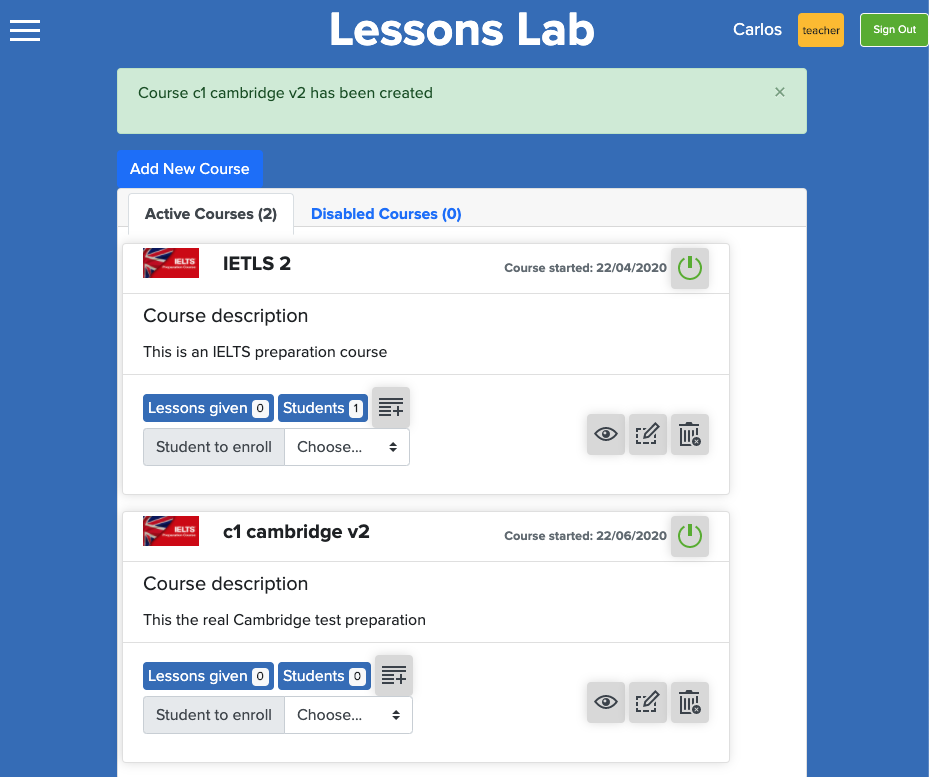 Lessons Lab
Carlos teacher Sign Out
Course c1 cambridge v2 has been created ×
Add New Course
Active Courses (2) Disabled Courses (0)
IELTS
Preparation Course
IETLS 2 Course started: 22/04/2020
Course description
This is an IELTS preparation course
Lessons given 0 Students 1
Student to enroll Choose...
IELTS
Preparation Course
c1 cambridge v2 Course started: 22/06/2020
Course description
This the real Cambridge test preparation
Lessons given 0 Students 0
Student to enroll Choose...